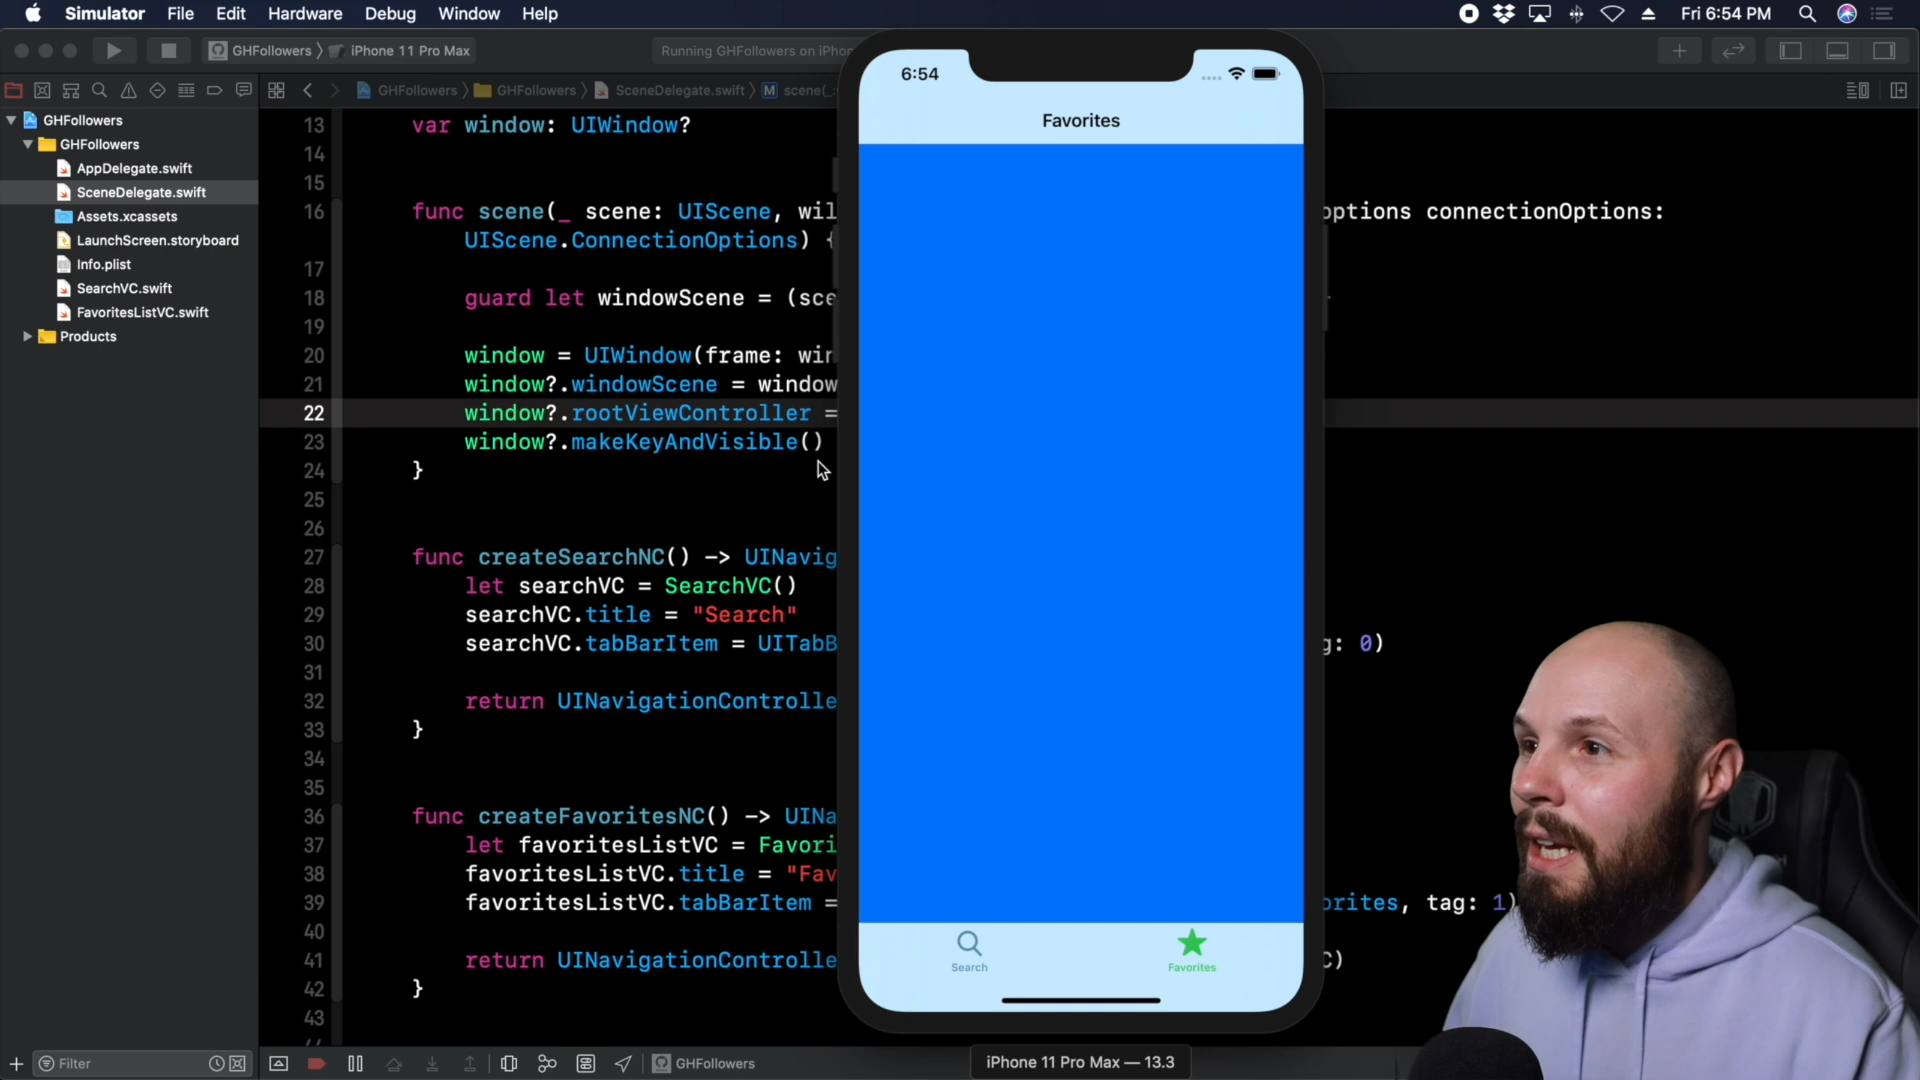 Simulator File Edit Hardware Debug Window Help Fri 6:54 PM
GHFollowers 〉 iPhone 11 Pro Max Running GHFollowers on iPhon
GHFollowers 〉 GHFollowers 〉 SceneDelegate.swift 〉 M scene(_:
GHFollowers
GHFollowers
AppDelegate.swift
SceneDelegate.swift
Assets.xcassets
LaunchScreen.storyboard
Info.plist
SearchVC.swift
FavoritesListVC.swift
Products
13 var window: UIWindow?
14
15
16 func scene(_ scene: UIScene, wil ptions connectionOptions:
UIScene.ConnectionOptions) {
17
18 guard let windowScene = (sce
19
20 window = UIWindow(frame: win
21 window?.windowScene = window
22 window?.rootViewController =
23 window?.makeKeyAndVisible()
24 }
25
26
27 func createSearchNC() -> UINavig
28 let searchVC = SearchVC()
29 searchVC.title = "Search"
30 searchVC.tabBarItem = UITabB g: 0)
31
32 return UINavigationControlle
33 }
34
35
36 func createFavoritesNC() -> UINa
37 let favoritesListVC = Favori
38 favoritesListVC.title = "Fav
39 favoritesListVC.tabBarItem = orites, tag: 1)
40
41 return UINavigationControlle C)
42 }
43
6:54
Favorites
Search
Favorites
Filter
GHFollowers
iPhone 11 Pro Max — 13.3